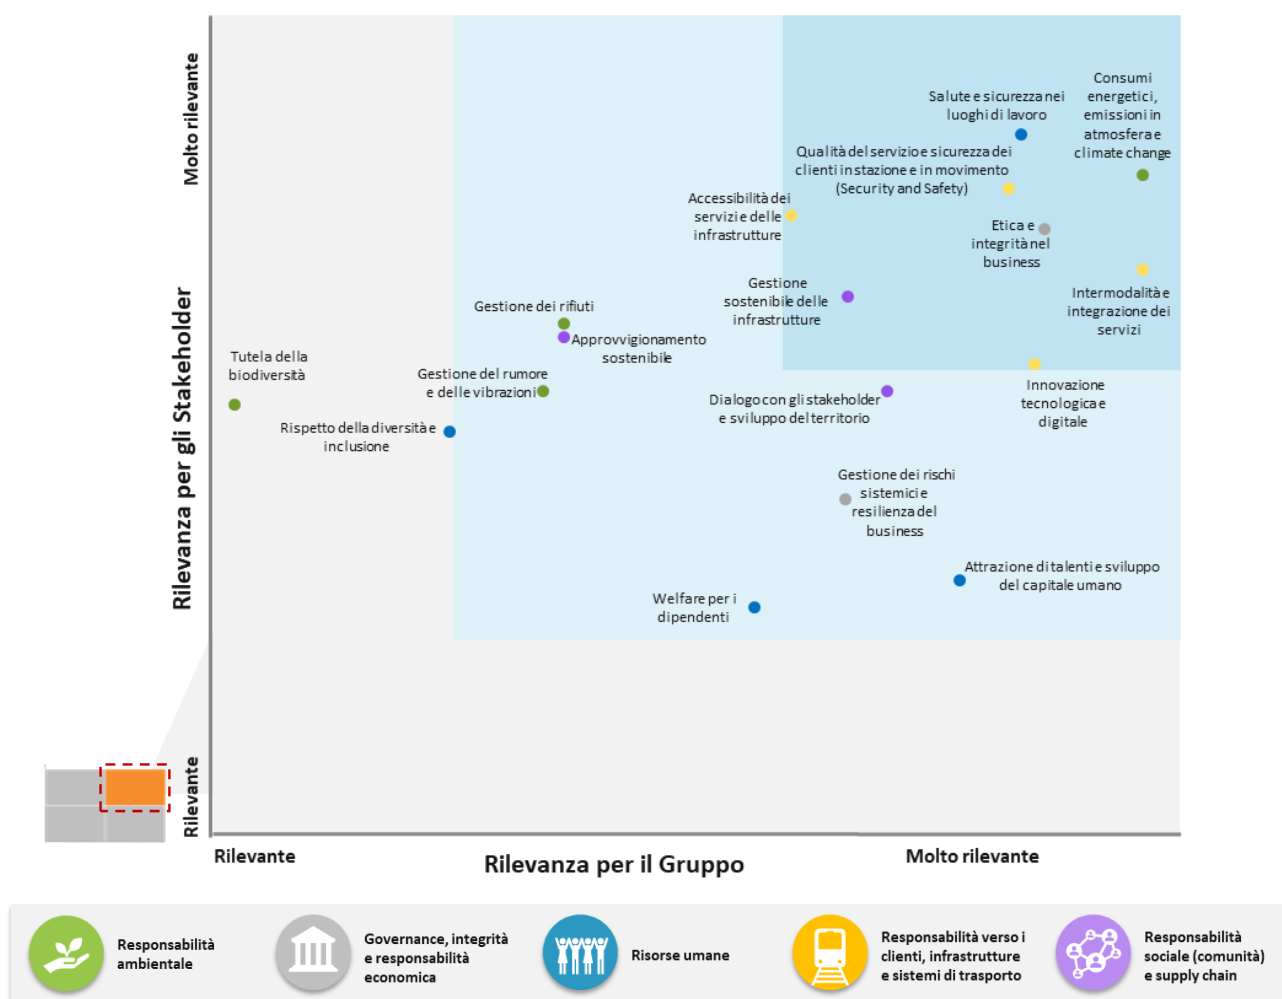 Molto rilevante
Rilevanza per gli Stakeholder
Rilevante
Consumi
energetici,
emissioni in
atmosfera e
climate change
Salute e sicurezza nei
luoghi di lavoro
Qualità del servizio e sicurezza dei
clienti in stazione e in movimento
(Security and Safety)
Accessibilità dei
servizi e delle
infrastrutture
Etica e
integrità nel
business
Gestione
sostenibile delle
infrastrutture
Intermodalità e
integrazione dei
servizi
Gestione dei rifiuti
Approvvigionamento
sostenibile
Tutela della
biodiversità
Gestione del rumore
e delle vibrazioni
Innovazione
tecnologica e
digitale
Dialogo con gli stakeholder
e sviluppo del territorio
Rispetto della diversità e
inclusione
Gestione dei rischi
sistemici e
resilienza del
business
Attrazione di talenti e sviluppo
del capitale umano
Welfare per i
dipendenti
Rilevante
Rilevanza per il Gruppo
Molto rilevante
Responsabilità
ambientale
Governance, integrità
e responsabilità
economica
Risorse umane
Responsabilità verso i
clienti, infrastrutture
e sistemi di trasporto
Responsabilità
sociale (comunità)
e supply chain